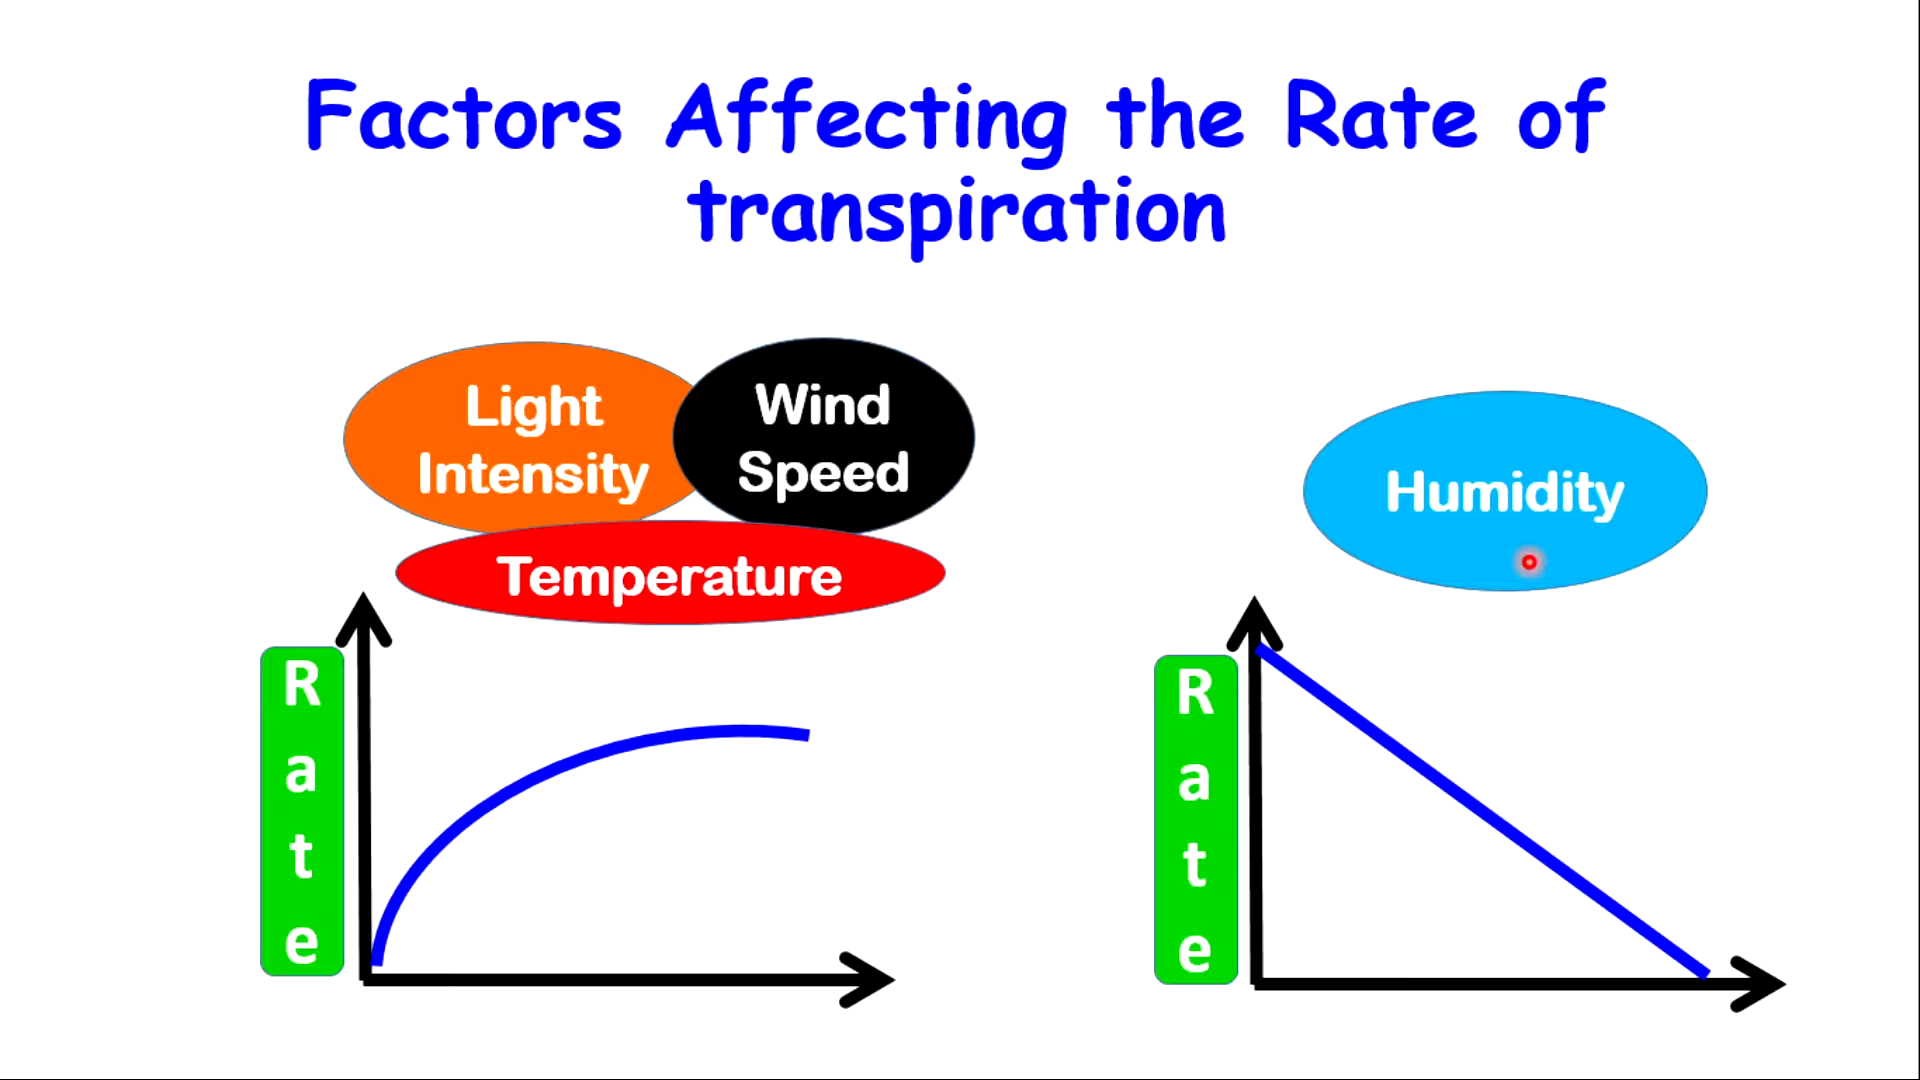 Factors Affecting the Rate of
transpiration
Light
Intensity
Wind
Speed
Temperature
Humidity
R
a
t
e
R
a
t
e